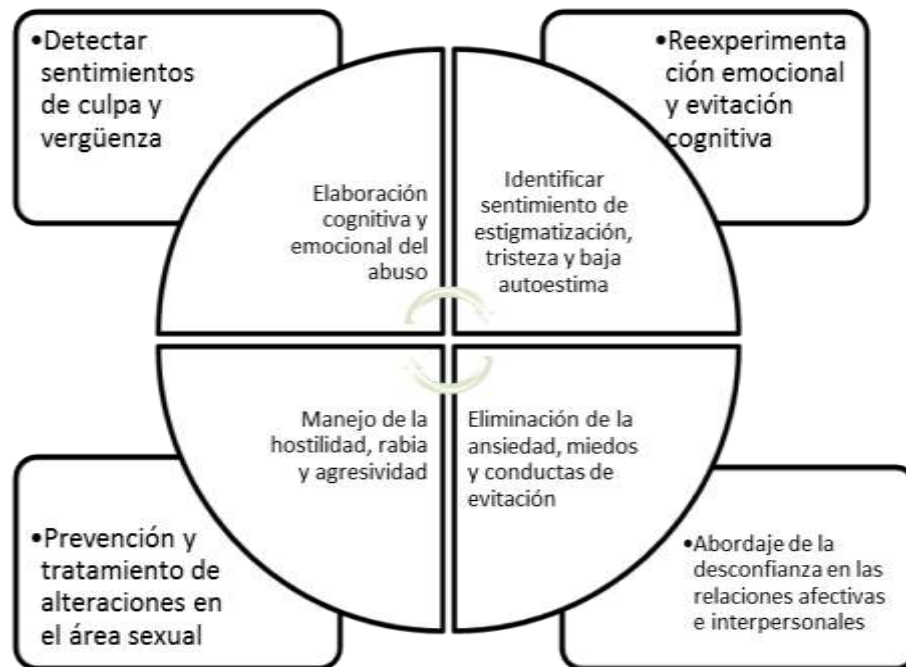 •Detectar
sentimientos
de culpa y
vergüenza
•Reexperimenta
ción emocional
y evitación
cognitiva
Elaboración
cognitiva y
emocional del
abuso
Identificar
sentimiento de
estigmatización,
tristeza y baja
autoestima
Manejo de la
hostilidad, rabia
y agresividad
Eliminación de la
ansiedad, miedos
y conductas de
evitación
•Prevención y
tratamiento de
alteraciones en
el área sexual
•Abordaje de la
desconfianza en las
relaciones afectivas
e interpersonales